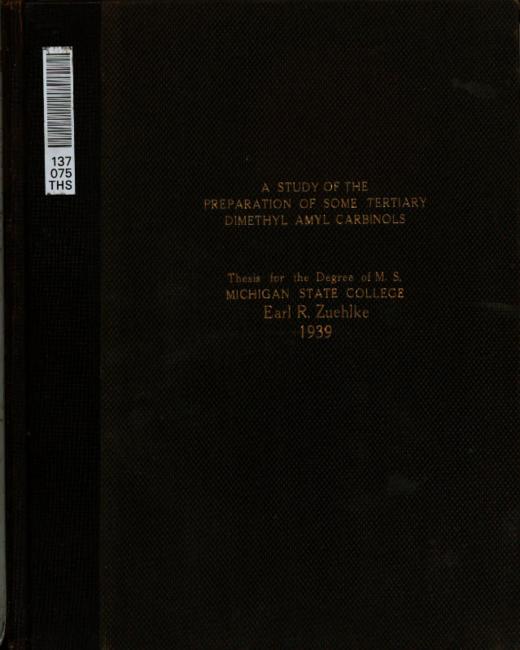 137
075
THS
A STUDY OF THE
PREPARATION OF SOME TERTIARY
DIMETHYL AMYL CARBINOLS
Thesis for the Degree of M. S.
MICHIGAN STATE COLLEGE
Earl R. Zuehlke
1939